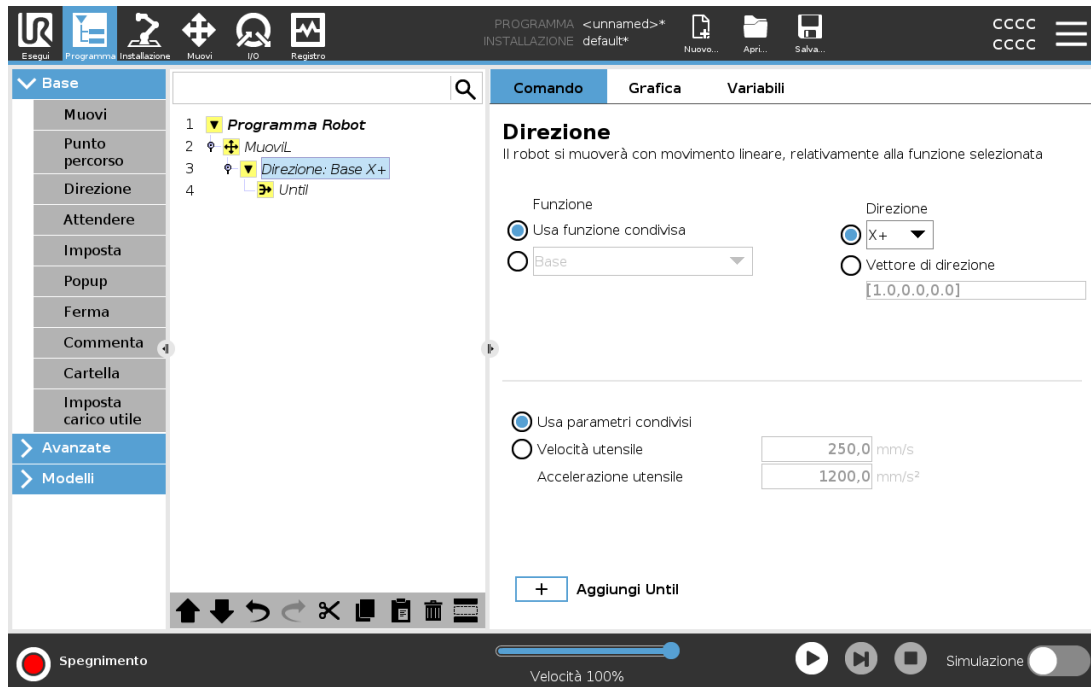 UR
PROGRAMMA <unnamed>*
INSTALLAZIONE default*
CCCC
CCCC
Esegui
Programma
Installazione
Muovi
I/O
Registro
Nuovo...
Apri...
Salva...
Base
Muovi
Punto
percorso
Direzione
Attendere
Imposta
Popup
Ferma
Commenta
Cartella
Imposta
carico utile
Avanzate
Modelli
1 Programma Robot
2 MuoviL
3 Direzione: Base X+
4 Until
Comando
Grafica
Variabili
Direzione
Il robot si muoverà con movimento lineare, relativamente alla funzione selezionata
Funzione
Usa funzione condivisa
Base
Direzione
X+
Vettore di direzione
[1.0,0.0,0.0]
Usa parametri condivisi
Velocità utensile 250,0 mm/s
Accelerazione utensile 1200,0 mm/s²
+ Aggiungi Until
Spegnimento
Velocità 100%
Simulazione